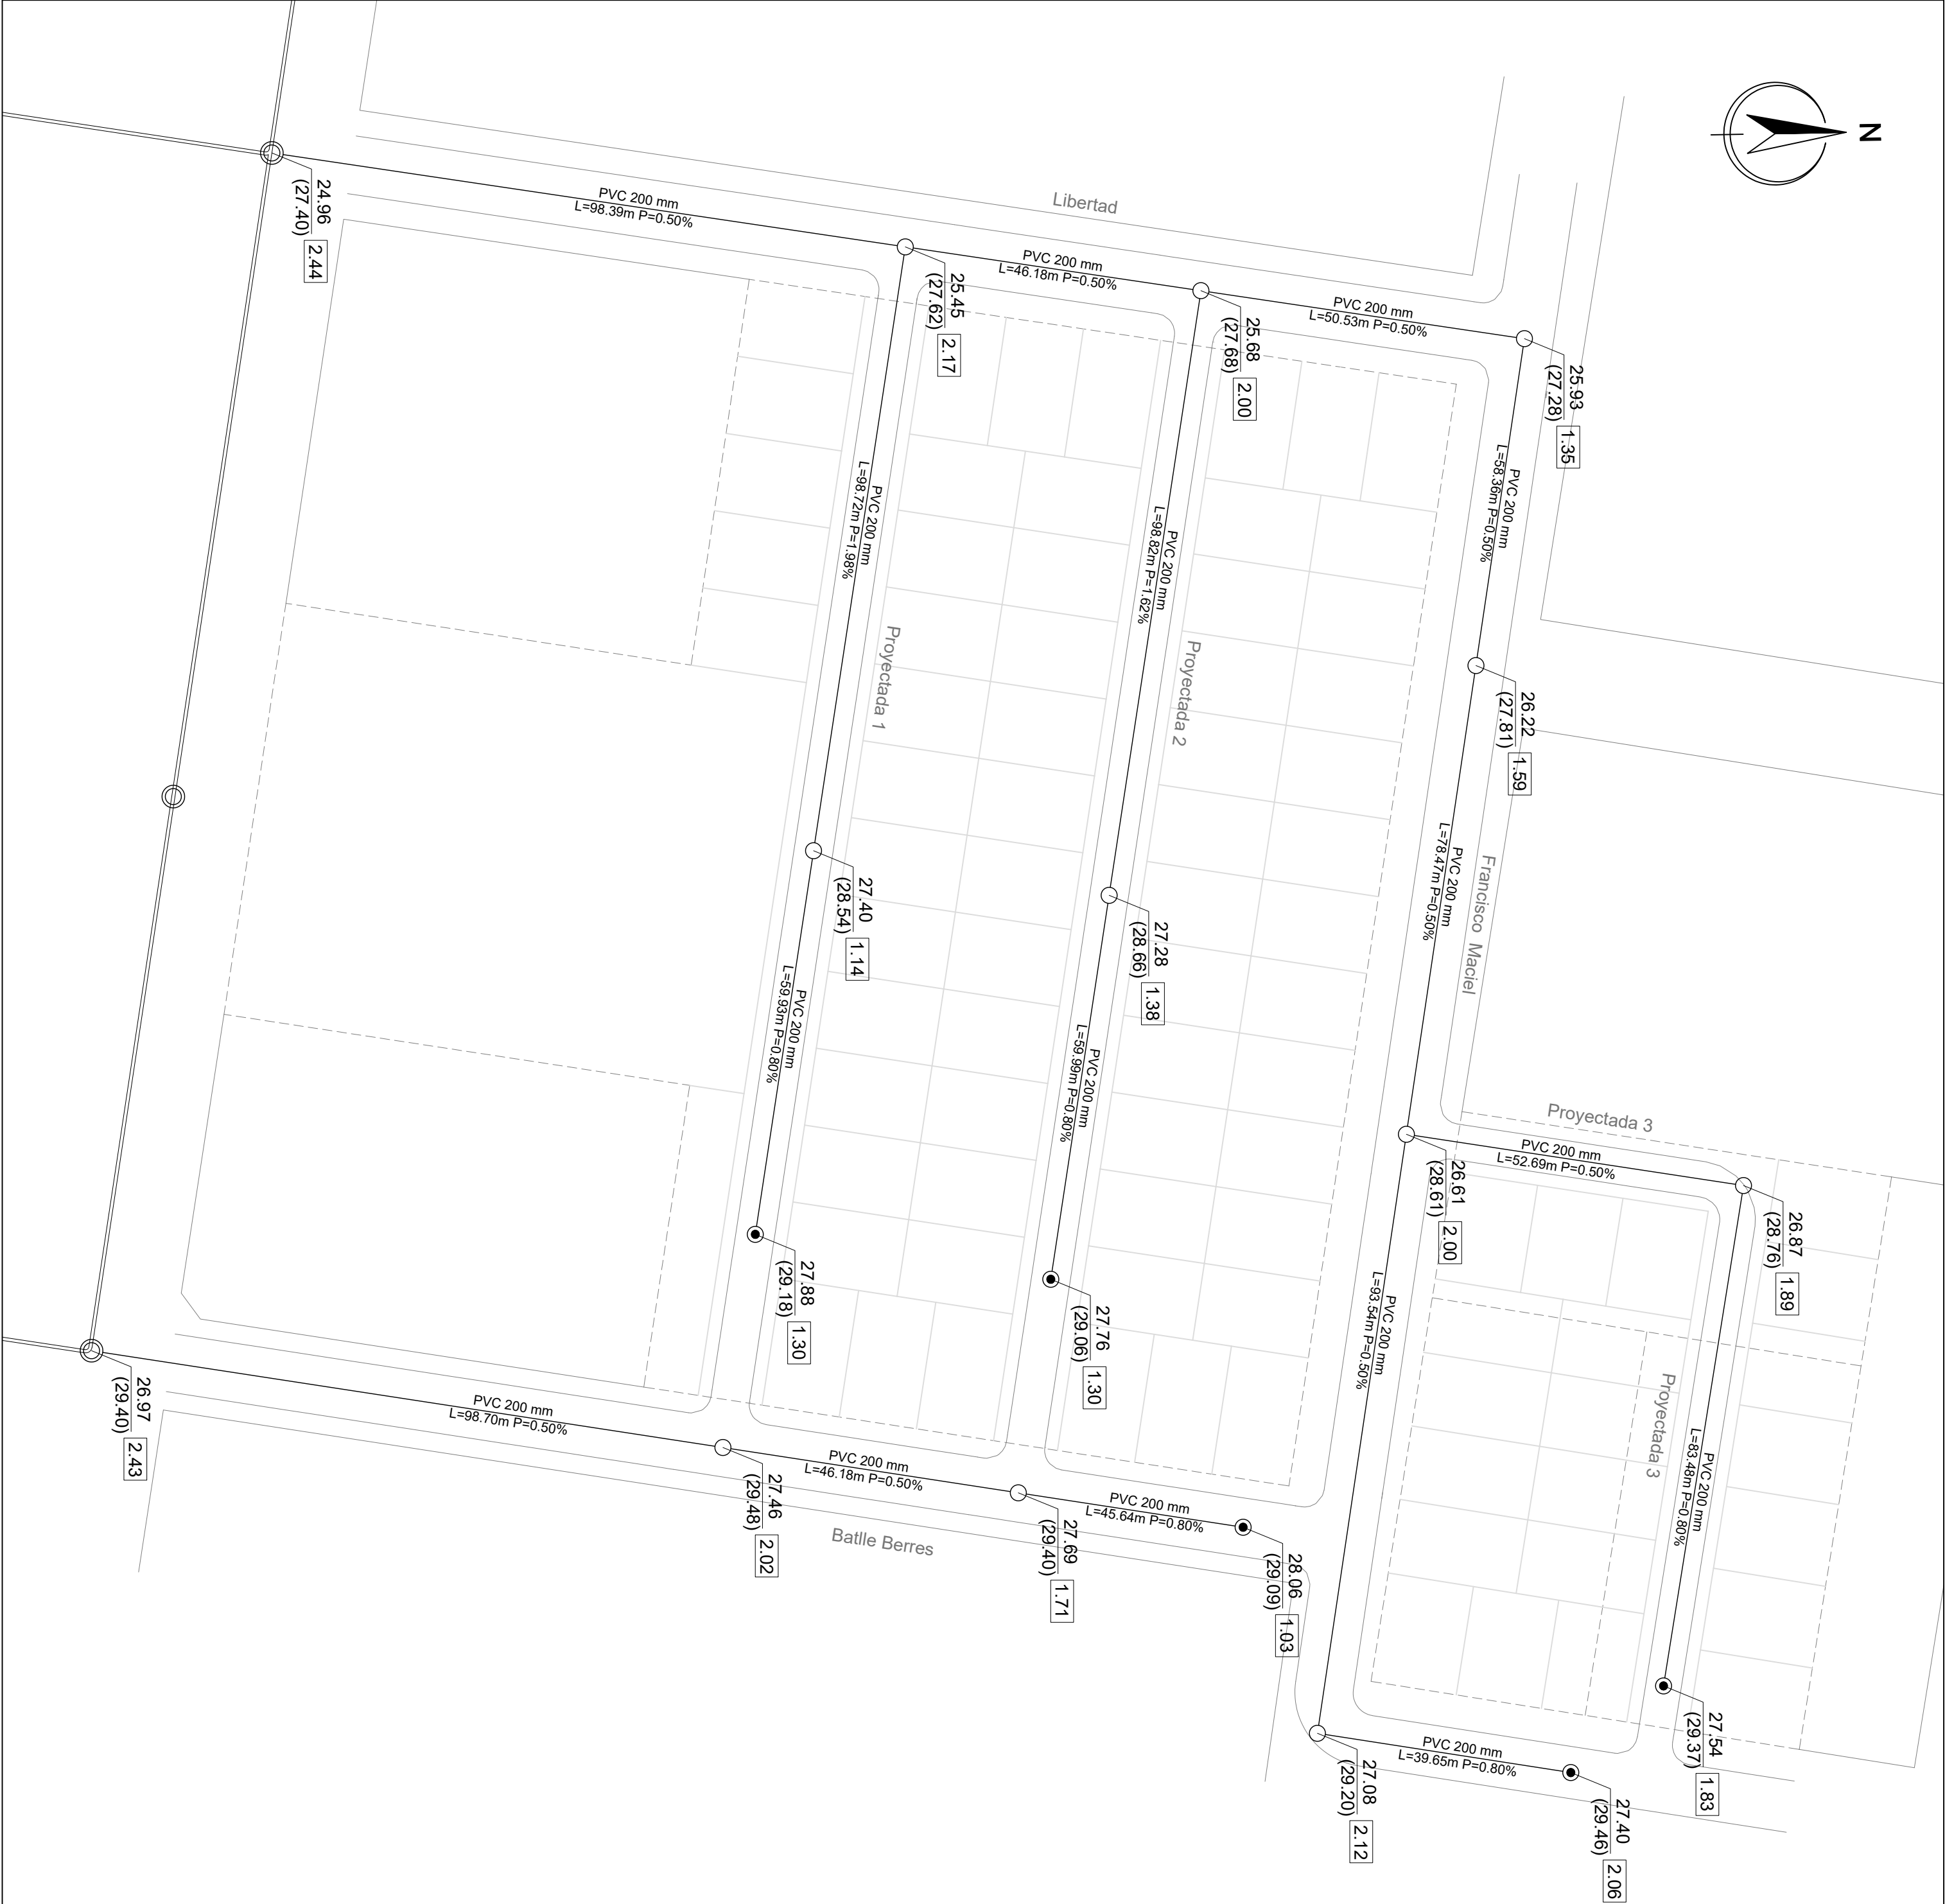 N
Libertad
PVC 200 mm
L=98.39m P=0.50%
24.96
(27.40)
2.44
PVC 200 mm
L=46.18m P=0.50%
25.45
(27.62)
2.17
PVC 200 mm
L=50.53m P=0.50%
25.68
(27.68)
2.00
25.93
(27.28)
1.35
PVC 200 mm
L=58.36m P=0.50%
26.22
(27.81)
1.59
PVC 200 mm
L=98.72m P=1.98%
PVC 200 mm
L=98.82m P=1.62%
Proyectada 1
Proyectada 2
PVC 200 mm
L=78.47m P=0.50%
Francisco Maciel
27.40
(28.54)
1.14
27.28
(28.66)
1.38
PVC 200 mm
L=59.93m P=0.80%
PVC 200 mm
L=59.99m P=0.80%
Proyectada 3
PVC 200 mm
L=52.69m P=0.50%
26.61
(28.61)
2.00
26.87
(28.76)
1.89
27.88
(29.18)
1.30
27.76
(29.06)
1.30
PVC 200 mm
L=93.54m P=0.50%
Proyectada 3
PVC 200 mm
L=83.48m P=0.80%
26.97
(29.40)
2.43
PVC 200 mm
L=98.70m P=0.50%
27.46
(29.48)
2.02
PVC 200 mm
L=46.18m P=0.50%
27.69
(29.40)
1.71
PVC 200 mm
L=45.64m P=0.80%
28.06
(29.09)
1.03
Batlle Berres
27.54
(29.37)
1.83
PVC 200 mm
L=39.65m P=0.80%
27.08
(29.20)
2.12
27.40
(29.46)
2.06